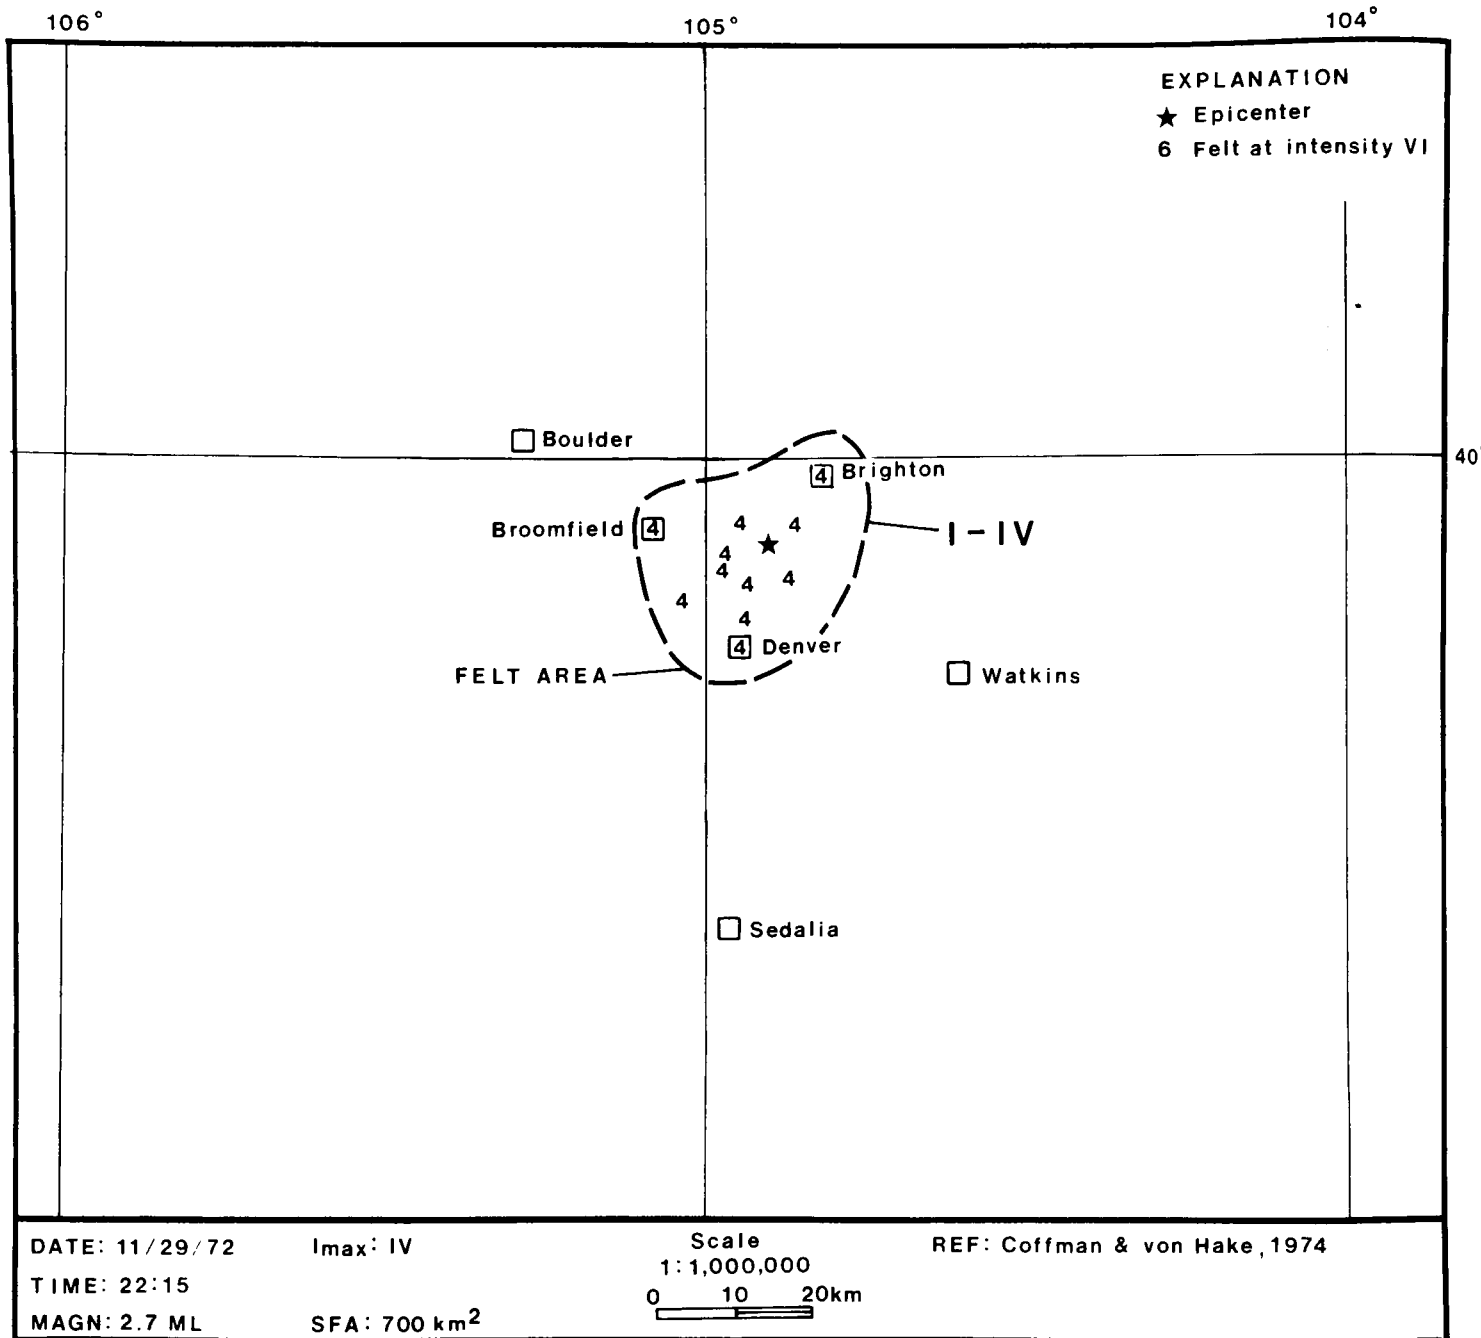 106°
105°
104°
EXPLANATION
★ Epicenter
6 Felt at intensity VI
Boulder
40
4 Brighton
Broomfield 4
4
4
I–IV
4
4
4
4
4
4
4 Denver
FELT AREA
Watkins
Sedalia
DATE: 11/29/72
Imax: IV
Scale
REF: Coffman & von Hake, 1974
1:1,000,000
TIME: 22:15
0 10 20km
MAGN: 2.7 ML
SFA: 700 km²